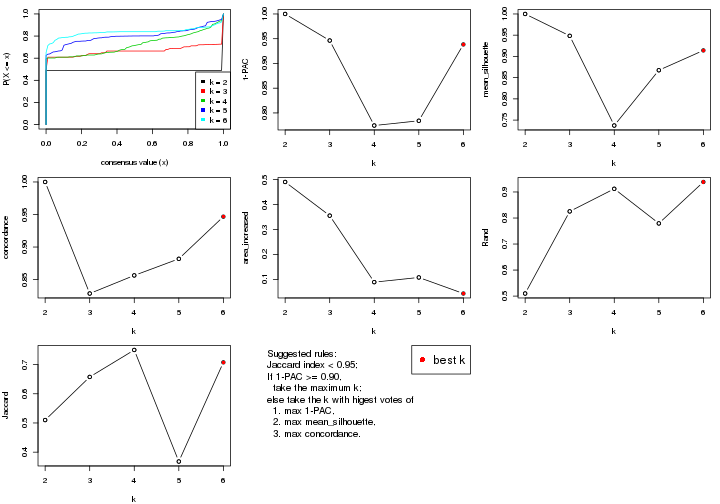 P(X <= x)
0.0 0.2 0.4 0.6 0.8 1.0
k = 2
k = 3
k = 4
k = 5
k = 6
0.0 0.2 0.4 0.6 0.8 1.0
consensus value (x)
1-PAC
0.80 0.85 0.90 0.95 1.00
2 3 4 5 6
k
mean_silhouette
0.75 0.80 0.85 0.90 0.95 1.00
2 3 4 5 6
k
concordance
0.85 0.90 0.95 1.00
2 3 4 5 6
k
area_increased
0.1 0.2 0.3 0.4 0.5
2 3 4 5 6
k
Rand
0.5 0.6 0.7 0.8 0.9
2 3 4 5 6
k
Jaccard
0.4 0.5 0.6 0.7
2 3 4 5 6
k
Suggested rules:
Jaccard index < 0.95;
If 1-PAC >= 0.90,
take the maximum k;
else take the k with higest votes of
1. max 1-PAC,
2. max mean_silhouette,
3. max concordance.
best k